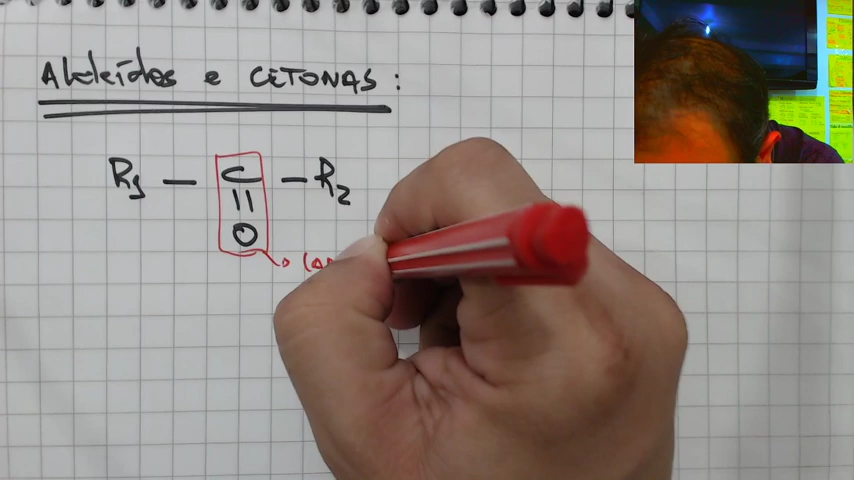 Aldeídos e CETONAS:
R1 — C — R2
||
O